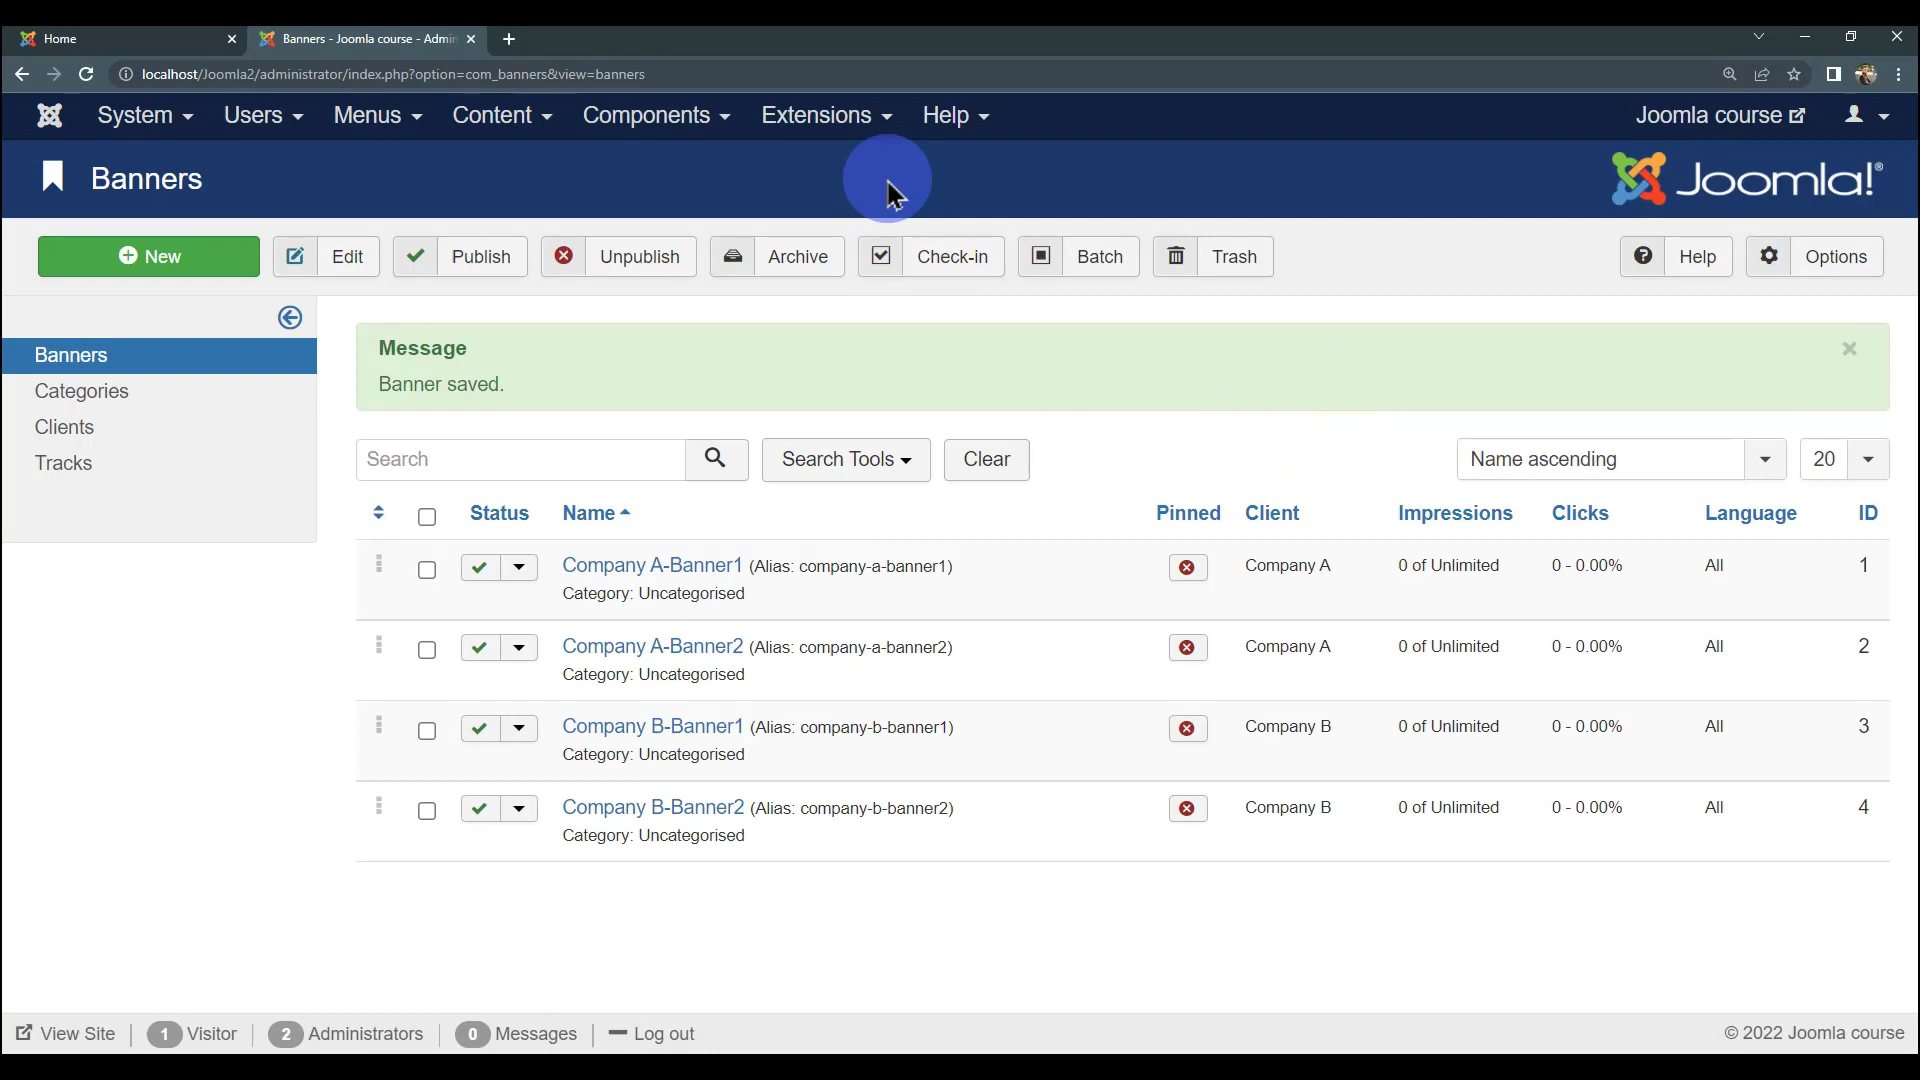 Home
Banners - Joomla course - Admin
localhost/Joomla2/administrator/index.php?option=com_banners&view=banners
System Users Menus Content Components Extensions Help Joomla course
Banners
Joomla!®
New Edit Publish Unpublish Archive Check-in Batch Trash Help Options
Banners
Categories
Clients
Tracks
Message
Banner saved.
Search Search Tools Clear Name ascending 20
Status Name Pinned Client Impressions Clicks Language ID
Company A-Banner1 (Alias: company-a-banner1) Company A 0 of Unlimited 0 - 0.00% All 1
Category: Uncategorised
Company A-Banner2 (Alias: company-a-banner2) Company A 0 of Unlimited 0 - 0.00% All 2
Category: Uncategorised
Company B-Banner1 (Alias: company-b-banner1) Company B 0 of Unlimited 0 - 0.00% All 3
Category: Uncategorised
Company B-Banner2 (Alias: company-b-banner2) Company B 0 of Unlimited 0 - 0.00% All 4
Category: Uncategorised
View Site 1 Visitor 2 Administrators 0 Messages Log out © 2022 Joomla course